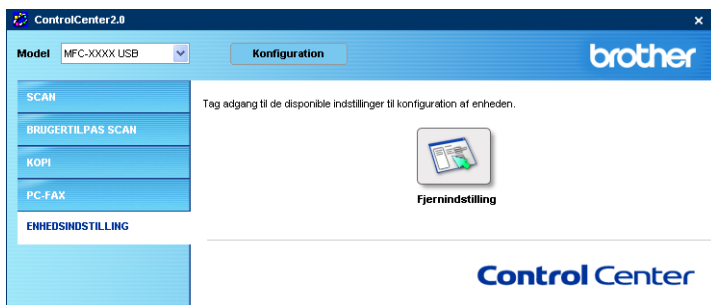 ControlCenter2.0
Model MFC-XXXX USB Konfiguration brother
SCAN
Tag adgang til de disponible indstillinger til konfiguration af enheden.
BRUGERTILPAS SCAN
KOPI
PC-FAX
Fjernindstilling
ENHEDSINDSTILLING
Control Center